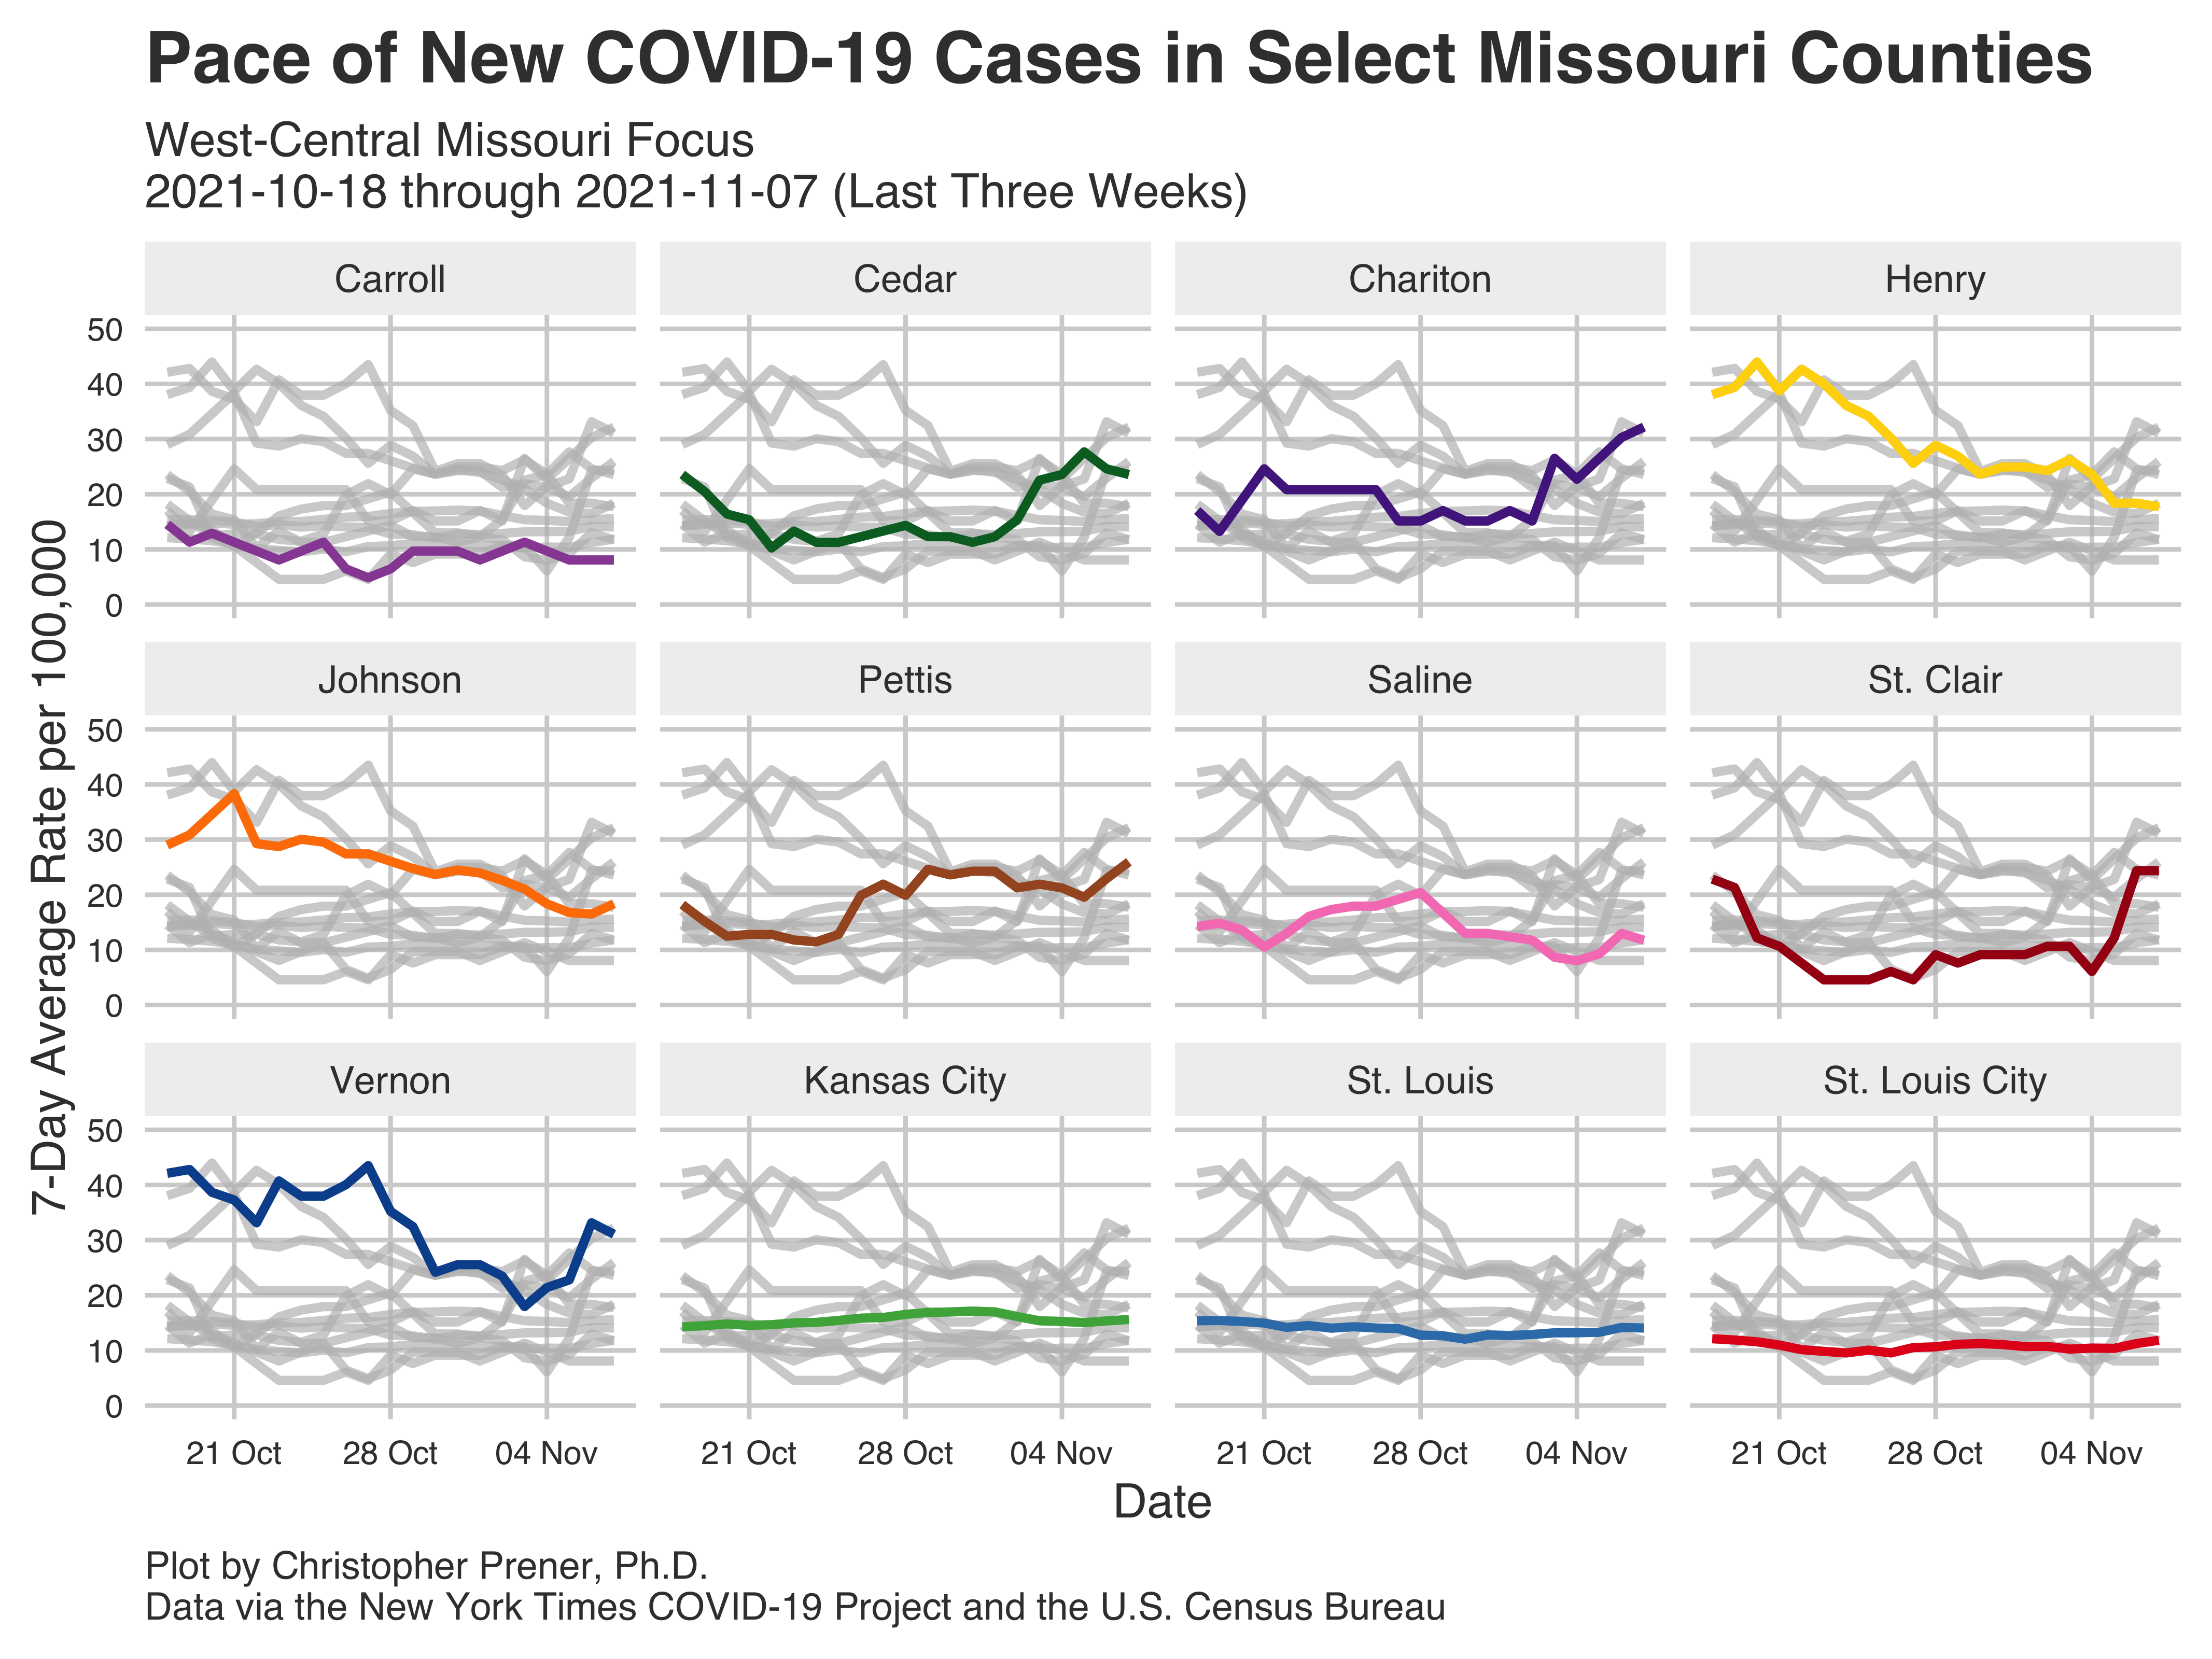 Pace of New COVID-19 Cases in Select Missouri Counties
West-Central Missouri Focus
2021-10-18 through 2021-11-07 (Last Three Weeks)
7-Day Average Rate per 100,000
Carroll
Cedar
Chariton
Henry
50
40
30
20
10
0
Johnson
Pettis
Saline
St. Clair
50
40
30
20
10
0
Vernon
Kansas City
St. Louis
St. Louis City
50
40
30
20
10
0
21 Oct
28 Oct
04 Nov
21 Oct
28 Oct
04 Nov
21 Oct
28 Oct
04 Nov
21 Oct
28 Oct
04 Nov
Date
Plot by Christopher Prener, Ph.D.
Data via the New York Times COVID-19 Project and the U.S. Census Bureau